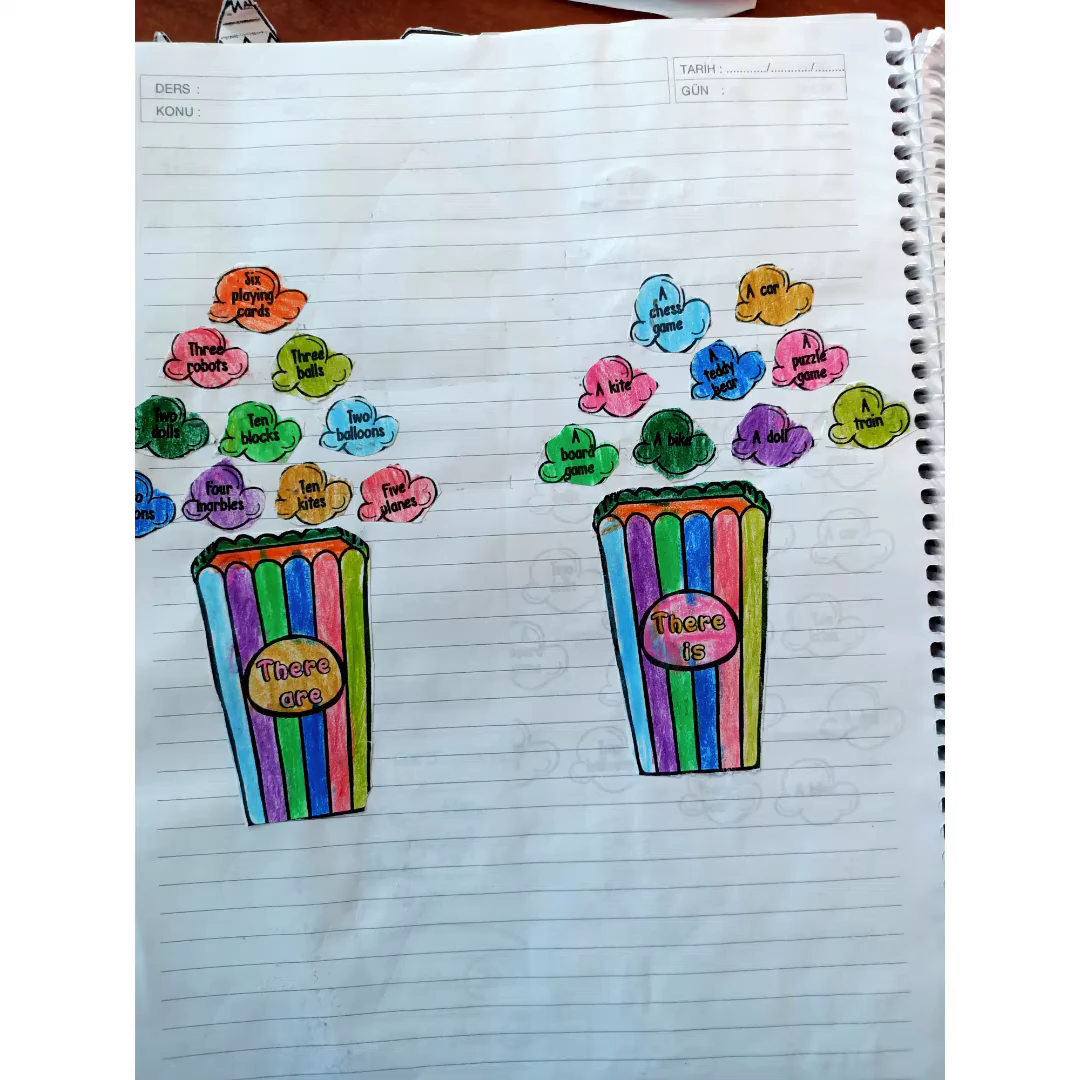 DERS :
KONU :
TARİH : ............/............/.........
GÜN :
Six
playing
cards
Three
robots
Three
balls
Two
dolls
Ten
blocks
Two
balloons
Four
marbles
Ten
kites
Five
planes
There
are
A
chess
game
A car
A kite
A
teddy
bear
A
puzzle
game
A
board
game
A bike
A doll
A
train
There
is